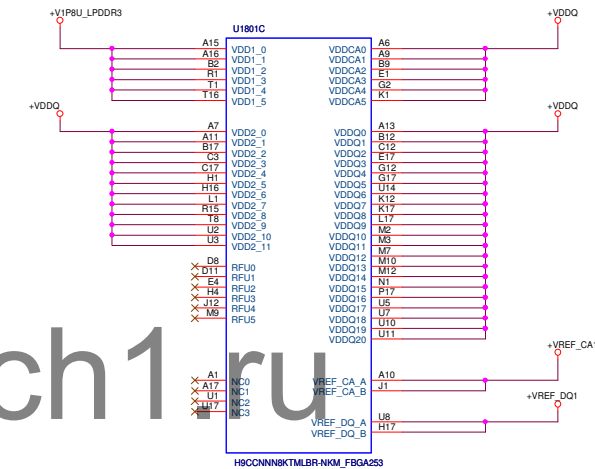 +V1P8U_LPDDR3
U1801C
+VDDQ
A15 VDD1_0 VDDCA0 A6
A16 VDD1_1 VDDCA1 A9
B2 VDD1_2 VDDCA2 B9
R1 VDD1_3 VDDCA3 E1
T1 VDD1_4 VDDCA4 G2
T16 VDD1_5 VDDCA5 K1
+VDDQ
+VDDQ
A7 VDD2_0 VDDQ0 A13
A11 VDD2_1 VDDQ1 B12
B17 VDD2_2 VDDQ2 C12
C3 VDD2_3 VDDQ3 E17
C17 VDD2_4 VDDQ4 G12
H1 VDD2_5 VDDQ5 G17
H16 VDD2_6 VDDQ6 U14
L1 VDD2_7 VDDQ7 K12
R15 VDD2_8 VDDQ8 K17
T8 VDD2_9 VDDQ9 L17
U2 VDD2_10 VDDQ10 M2
U3 VDD2_11 VDDQ11 M3
VDDQ12 M7
D8 RFU0 VDDQ13 M10
D11 RFU1 VDDQ14 M12
E4 RFU2 VDDQ15 N1
H4 RFU3 VDDQ16 P17
J12 RFU4 VDDQ17 U5
M9 RFU5 VDDQ18 U7
VDDQ19 U10
VDDQ20 U11
+VREF_CA1
A1 NC0 VREF_CA_A A10
A17 NC1 VREF_CA_B J1
U1 NC2
U17 NC3
+VREF_DQ1
VREF_DQ_A U8
VREF_DQ_B H17
ch1.ru
H9CCNNN8KTMLBR-NKM_FBGA253